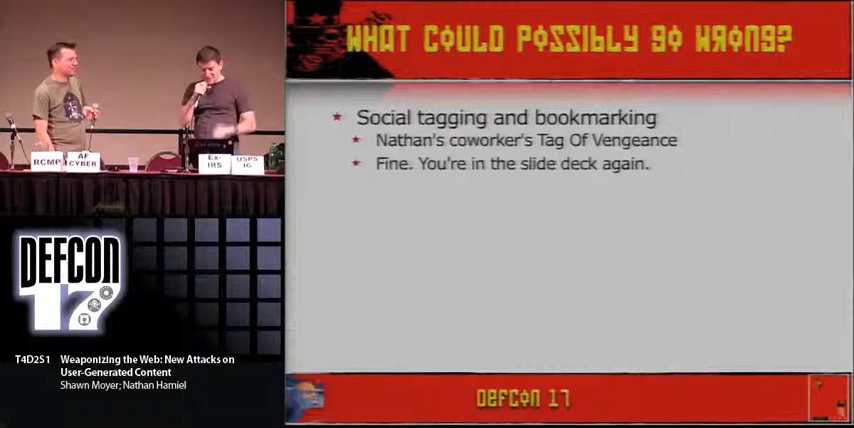 WHAT COULD POSSIBLY GO WRONG?
Social tagging and bookmarking
Nathan's coworker's Tag Of Vengeance
Fine. You're in the slide deck again.
DEFCON 17
RCMP
AF
CYBER
Ex-
IRS
USPS
IG
DEFCON
17
T4D2S1 Weaponizing the Web: New Attacks on
User-Generated Content
Shawn Moyer; Nathan Hamiel